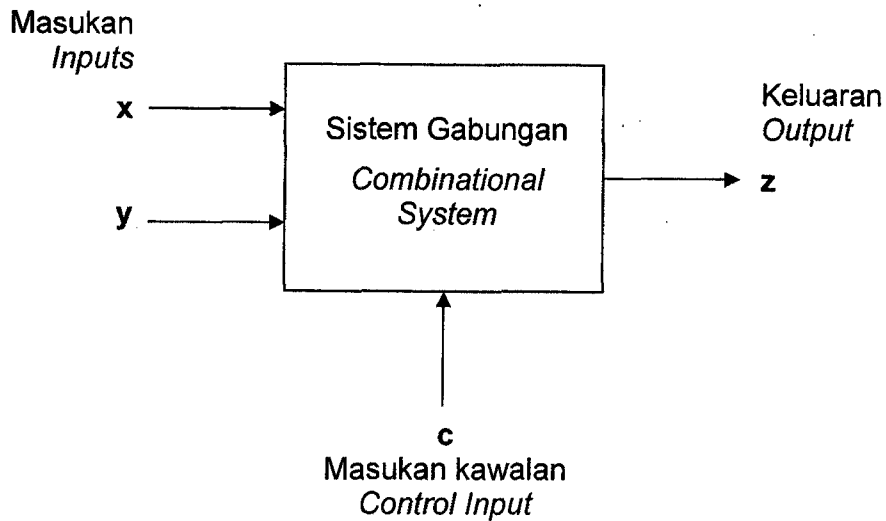 Masukan
Inputs
x
y
Sistem Gabungan
Combinational
System
Keluaran
Output
z
c
Masukan kawalan
Control Input